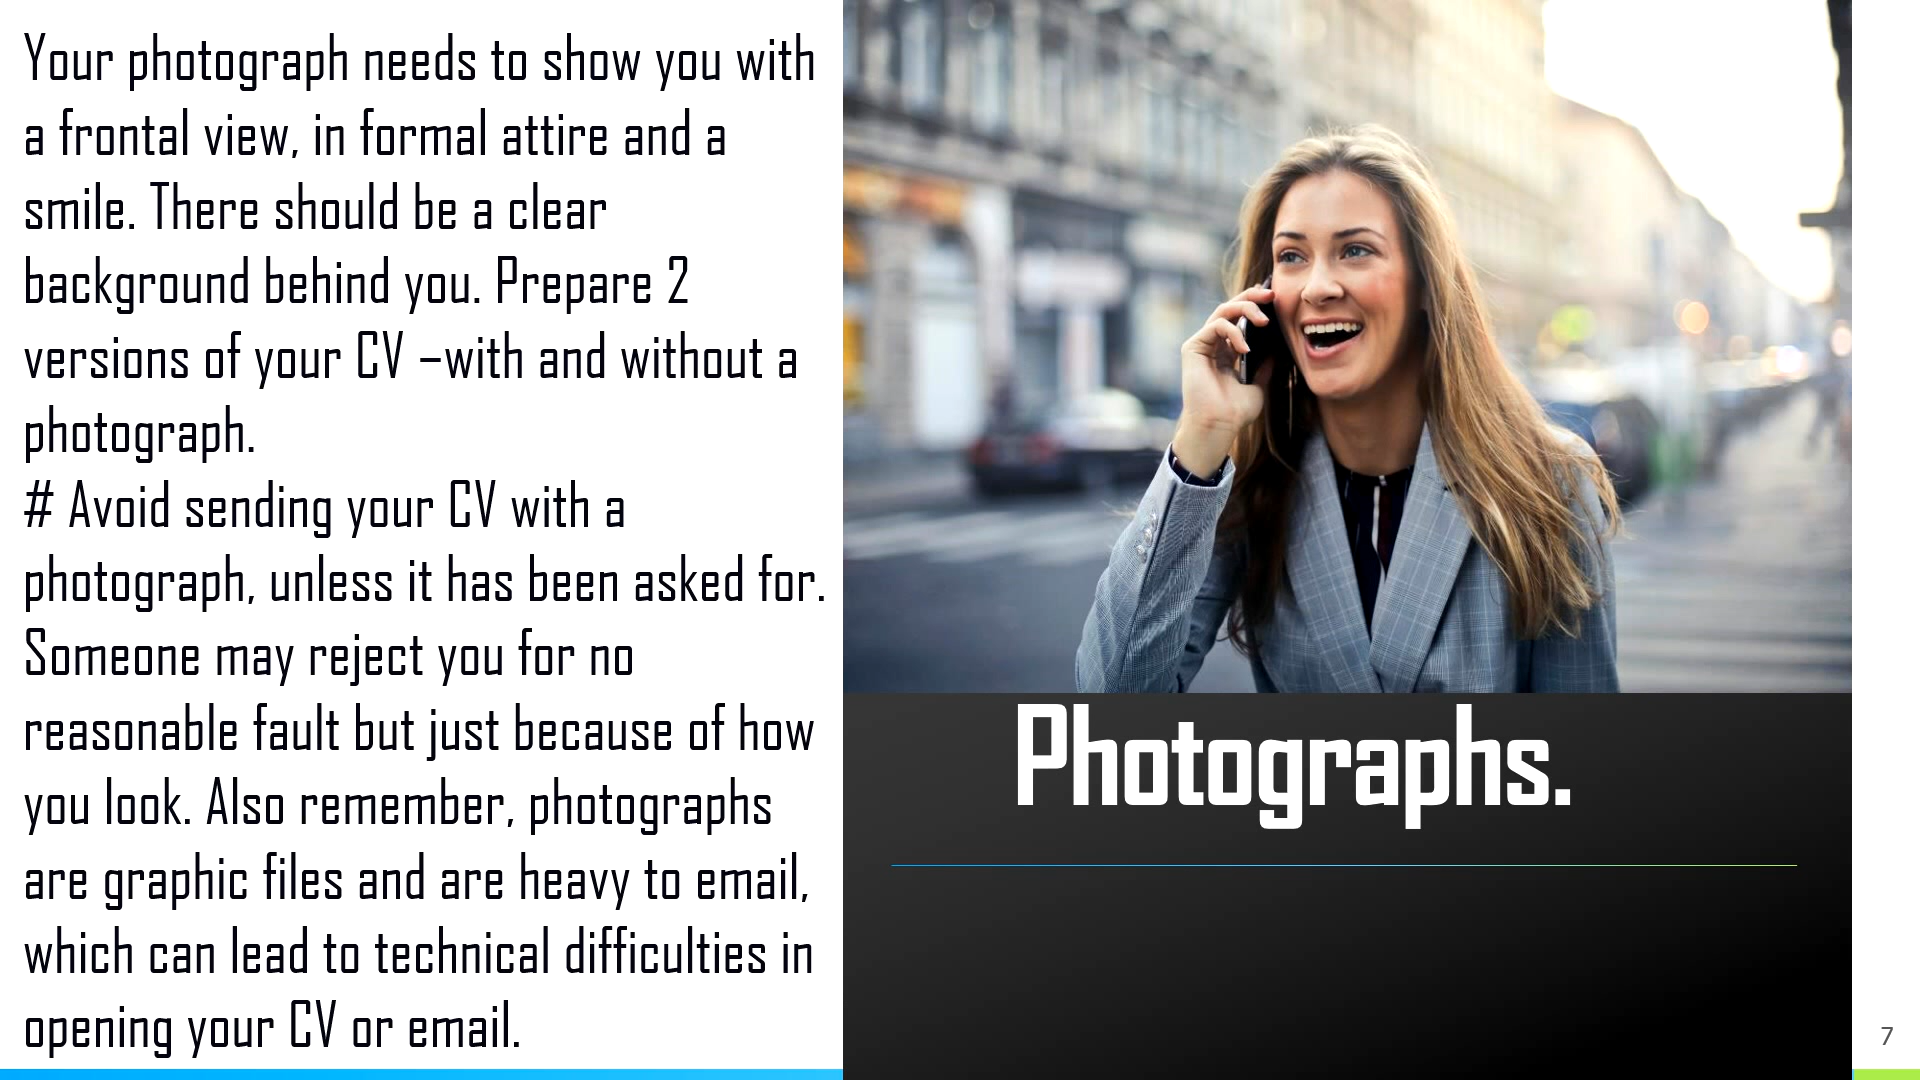 Your photograph needs to show you with
a frontal view, in formal attire and a
smile. There should be a clear
background behind you. Prepare 2
versions of your CV –with and without a
photograph.
# Avoid sending your CV with a
photograph, unless it has been asked for.
Someone may reject you for no
reasonable fault but just because of how
you look. Also remember, photographs
are graphic files and are heavy to email,
which can lead to technical difficulties in
opening your CV or email.
Photographs.
7